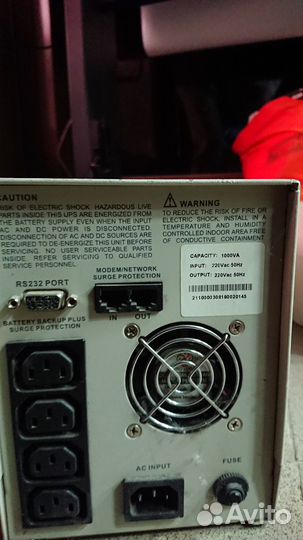 CAUTION
RISK OF ELECTRIC SHOCK. HAZARDOUS LIVE
PARTS INSIDE THIS UPS ARE ENERGIZED FROM
THE BATTERY SUPPLY EVEN WHEN THE INPUT
AC AND DC POWER IS DISCONNECTED.
DISCONNECTION OF AC AND DC SOURCES ARE
REQUIRED TO DE-ENERGIZE THIS UNIT BEFORE
SERVICING. NO USER SERVICEABLE PARTS
INSIDE. REFER SERVICING TO QUALIFIED
SERVICE PERSONNEL.
WARNING
TO REDUCE THE RISK OF FIRE OR
ELECTRIC SHOCK, INSTALL IN A
TEMPERATURE AND HUMIDITY
CONTROLLED INDOOR AREA FREE
OF CONDUCTIVE CONTAINMENT
CAPACITY: 1000VA
INPUT: 220Vac 50Hz
OUTPUT: 220Vac 50Hz
RS232 PORT
MODEM/NETWORK
SURGE PROTECTION
IN OUT
BATTERY BACKUP PLUS
SURGE PROTECTION
AC INPUT
FUSE
Avito